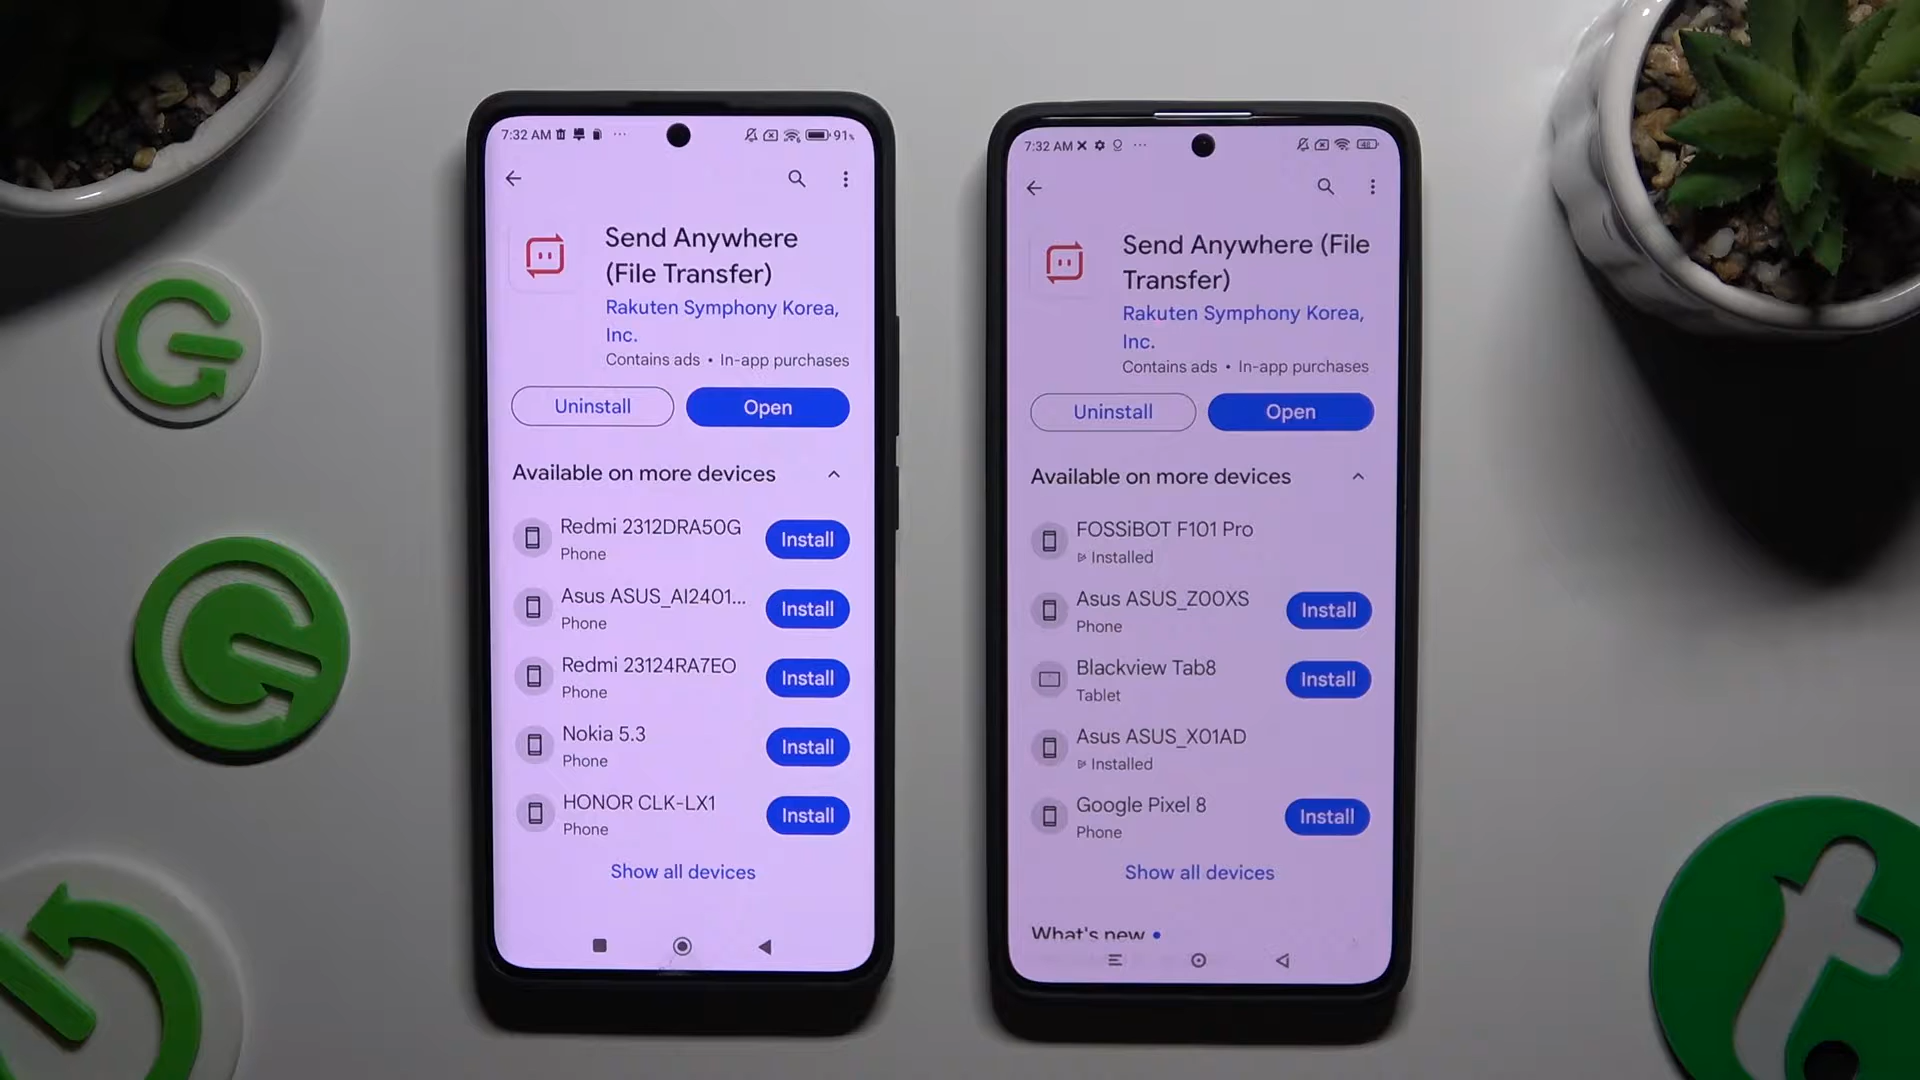 7:32 AM
91%
Send Anywhere
(File Transfer)
Rakuten Symphony Korea,
Inc.
Contains ads • In-app purchases
Uninstall
Open
Available on more devices
Redmi 2312DRA50G
Phone
Install
Asus ASUS_AI2401...
Phone
Install
Redmi 23124RA7EO
Phone
Install
Nokia 5.3
Phone
Install
HONOR CLK-LX1
Phone
Install
Show all devices
7:32 AM
Send Anywhere (File
Transfer)
Rakuten Symphony Korea,
Inc.
Contains ads • In-app purchases
Uninstall
Open
Available on more devices
FOSSiBOT F101 Pro
Installed
Asus ASUS_Z00XS
Phone
Install
Blackview Tab8
Tablet
Install
Asus ASUS_X01AD
Installed
Google Pixel 8
Phone
Install
Show all devices
What's new •